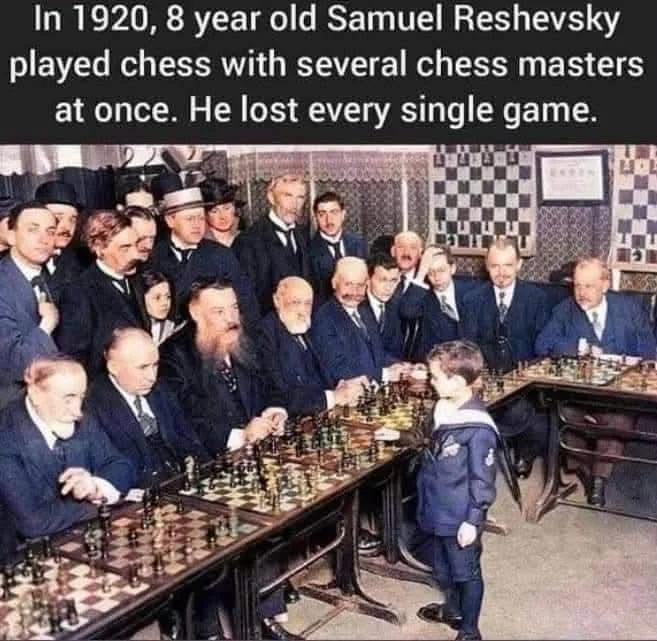 In 1920, 8 year old Samuel Reshevsky
played chess with several chess masters
at once. He lost every single game.